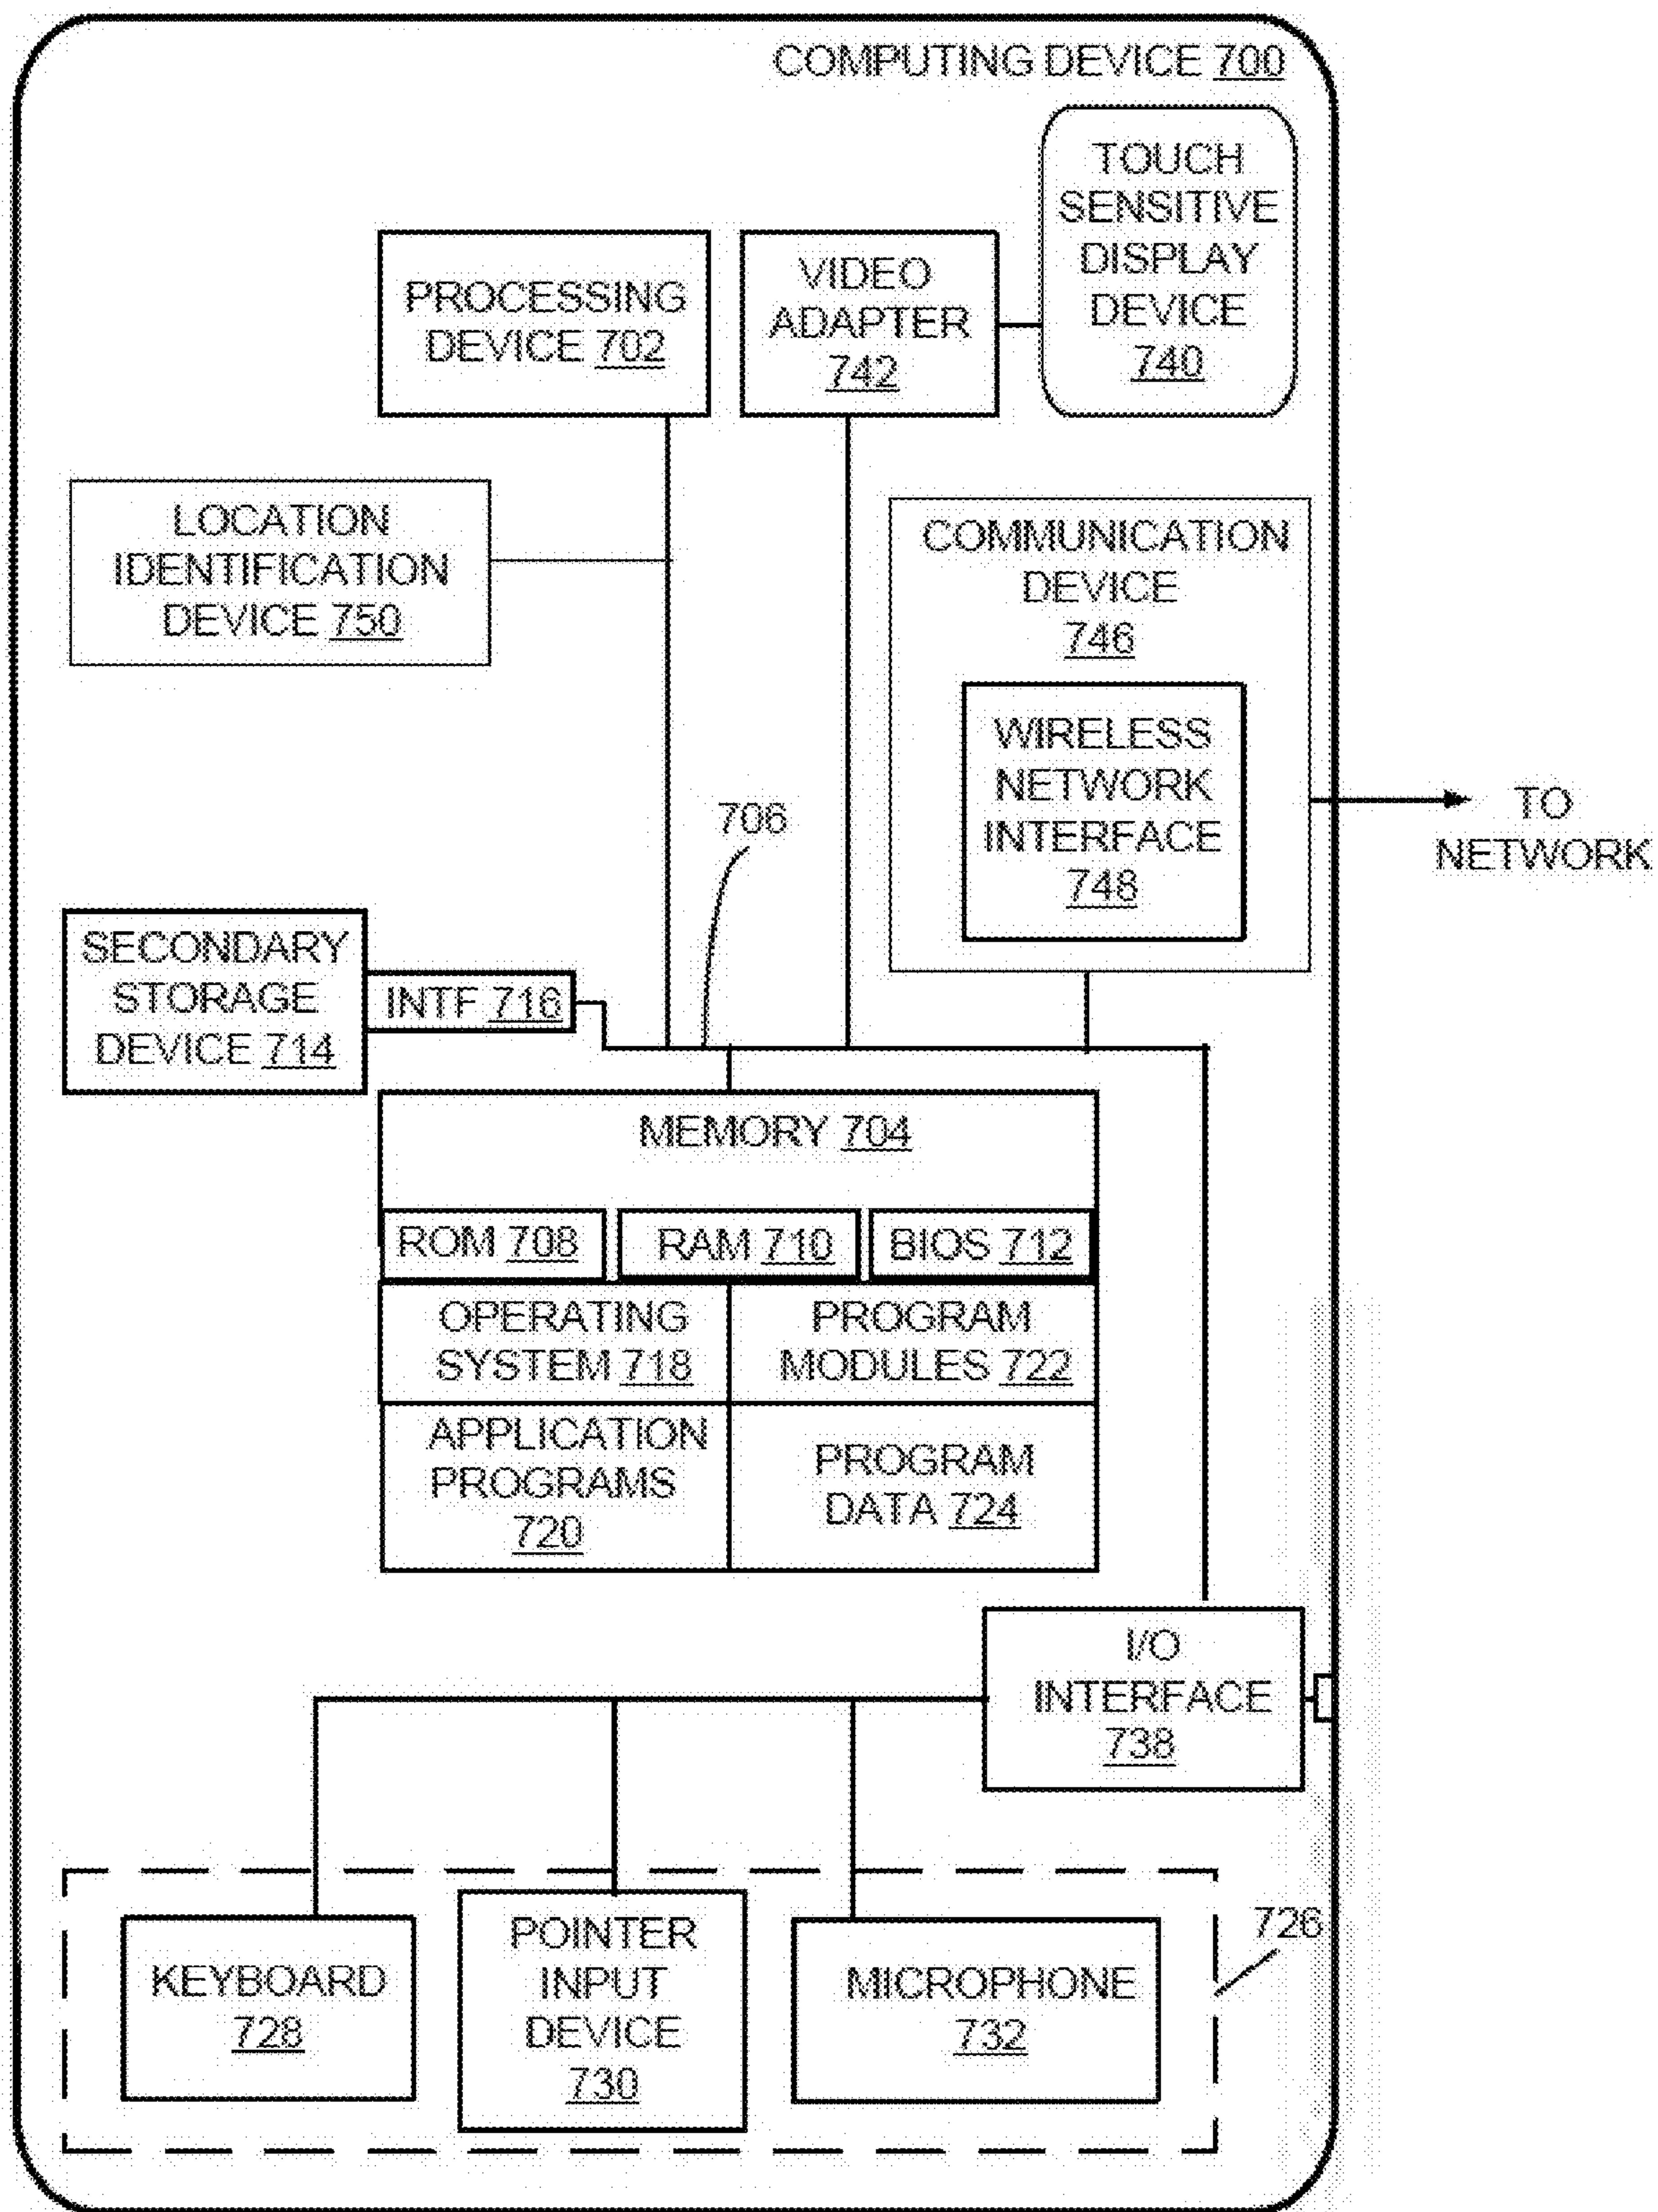 COMPUTING DEVICE 700
TOUCH
SENSITIVE
DISPLAY
DEVICE
740
PROCESSING
DEVICE 702
VIDEO
ADAPTER
742
LOCATION
IDENTIFICATION
DEVICE 750
COMMUNICATION
DEVICE
746
WIRELESS
NETWORK
INTERFACE
748
TO
NETWORK
706
SECONDARY
STORAGE
DEVICE 714
INTF 716
MEMORY 704
ROM 708
RAM 710
BIOS 712
OPERATING
SYSTEM 718
PROGRAM
MODULES 722
APPLICATION
PROGRAMS
720
PROGRAM
DATA 724
I/O
INTERFACE
738
726
KEYBOARD
728
POINTER
INPUT
DEVICE
730
MICROPHONE
732